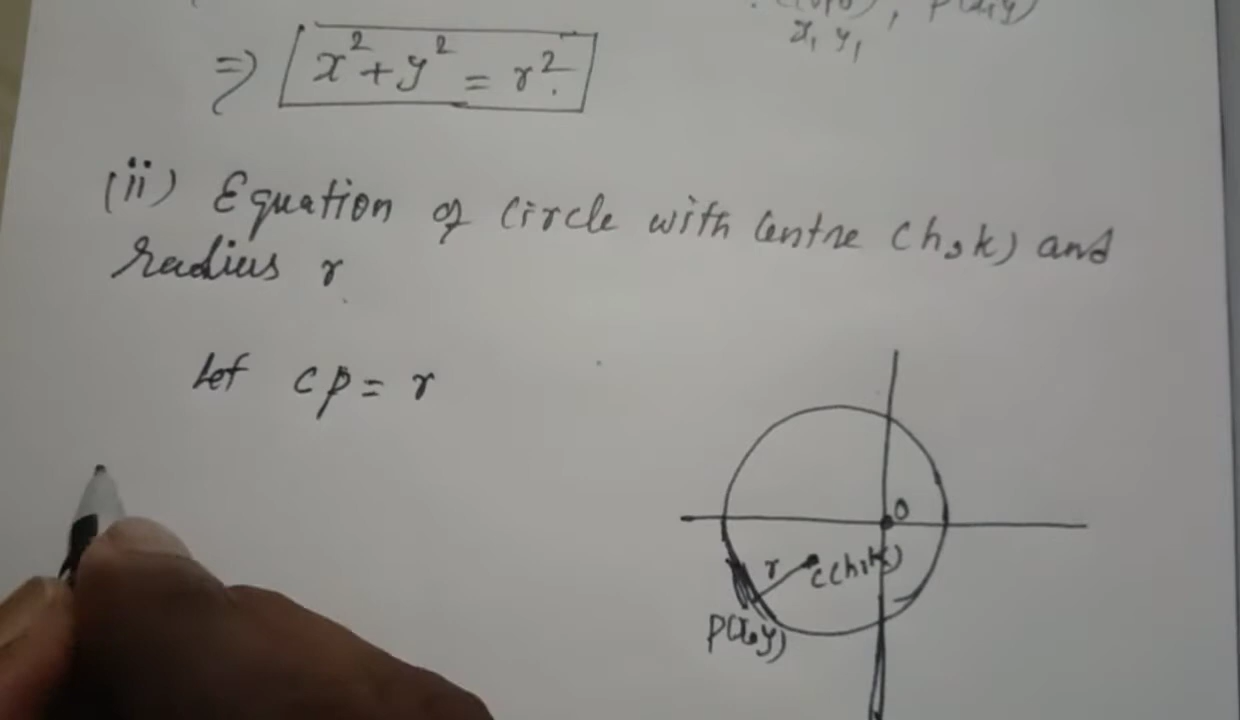 , P(x,y)
x₁ y₁
⇒ x² + y² = r².
(ii) Equation of Circle with Centre C(h,k) and
radius r
Let CP = r
O
r
C(h,k)
P(x,y)